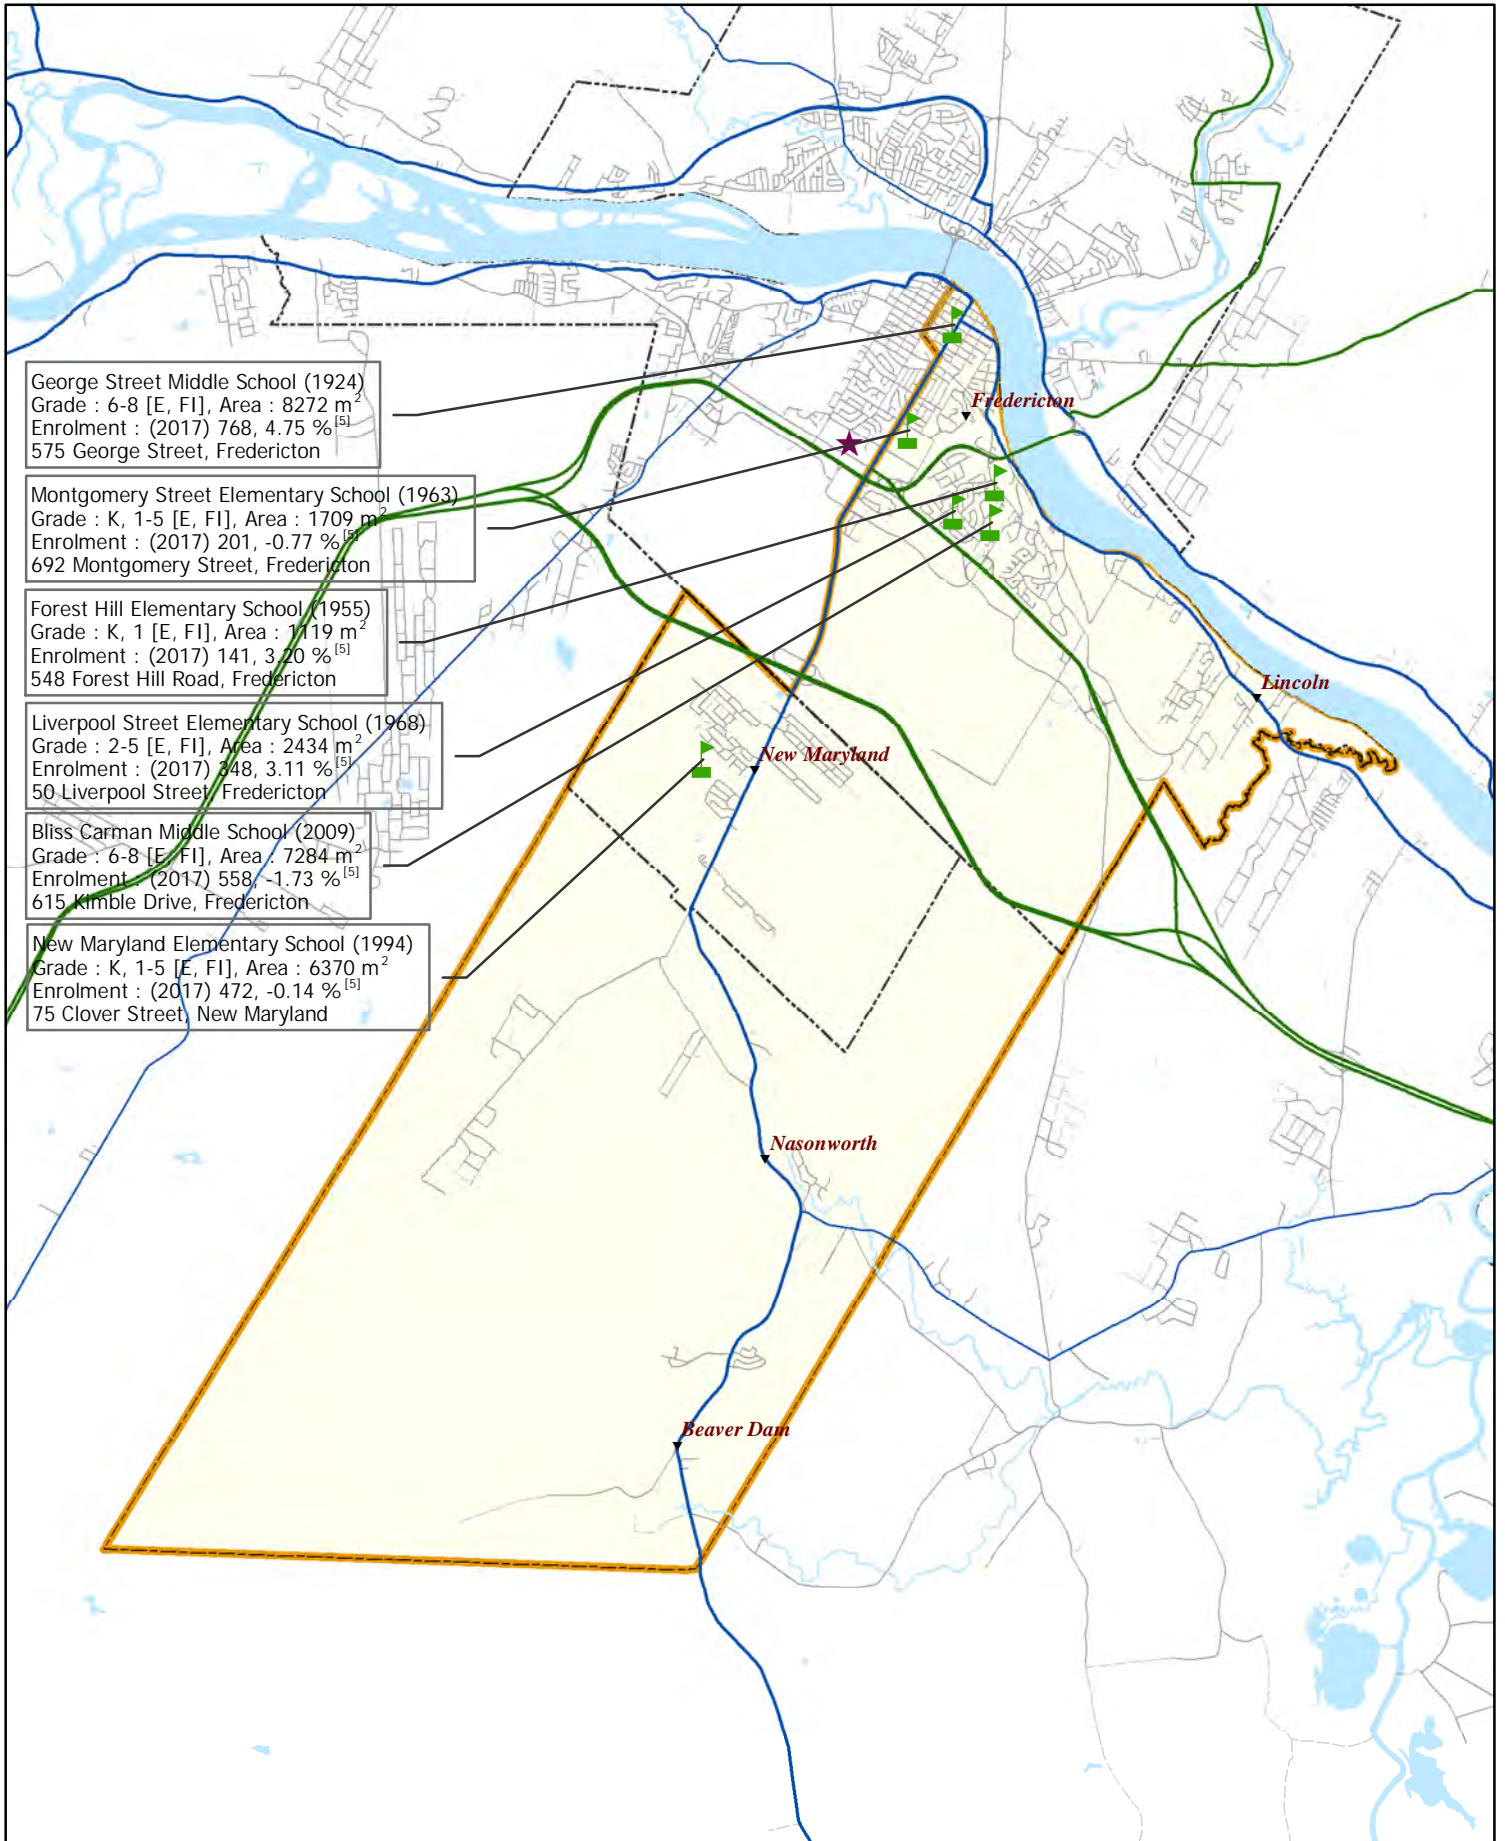 George Street Middle School (1924)
Grade : 6-8 [E, FI], Area : 8272 m²
Enrolment : (2017) 768, 4.75 % [5]
575 George Street, Fredericton
Montgomery Street Elementary School (1963)
Grade : K, 1-5 [E, FI], Area : 1709 m²
Enrolment : (2017) 201, -0.77 % [5]
692 Montgomery Street, Fredericton
Forest Hill Elementary School (1955)
Grade : K, 1 [E, FI], Area : 1119 m²
Enrolment : (2017) 141, 3.20 % [5]
548 Forest Hill Road, Fredericton
Liverpool Street Elementary School (1968)
Grade : 2-5 [E, FI], Area : 2434 m²
Enrolment : (2017) 348, 3.11 % [5]
50 Liverpool Street, Fredericton
Bliss Carman Middle School (2009)
Grade : 6-8 [E, FI], Area : 7284 m²
Enrolment : (2017) 558, -1.73 % [5]
615 Kimble Drive, Fredericton
New Maryland Elementary School (1994)
Grade : K, 1-5 [E, FI], Area : 6370 m²
Enrolment : (2017) 472, -0.14 % [5]
75 Clover Street, New Maryland
Fredericton
Lincoln
New Maryland
Nasonworth
Beaver Dam